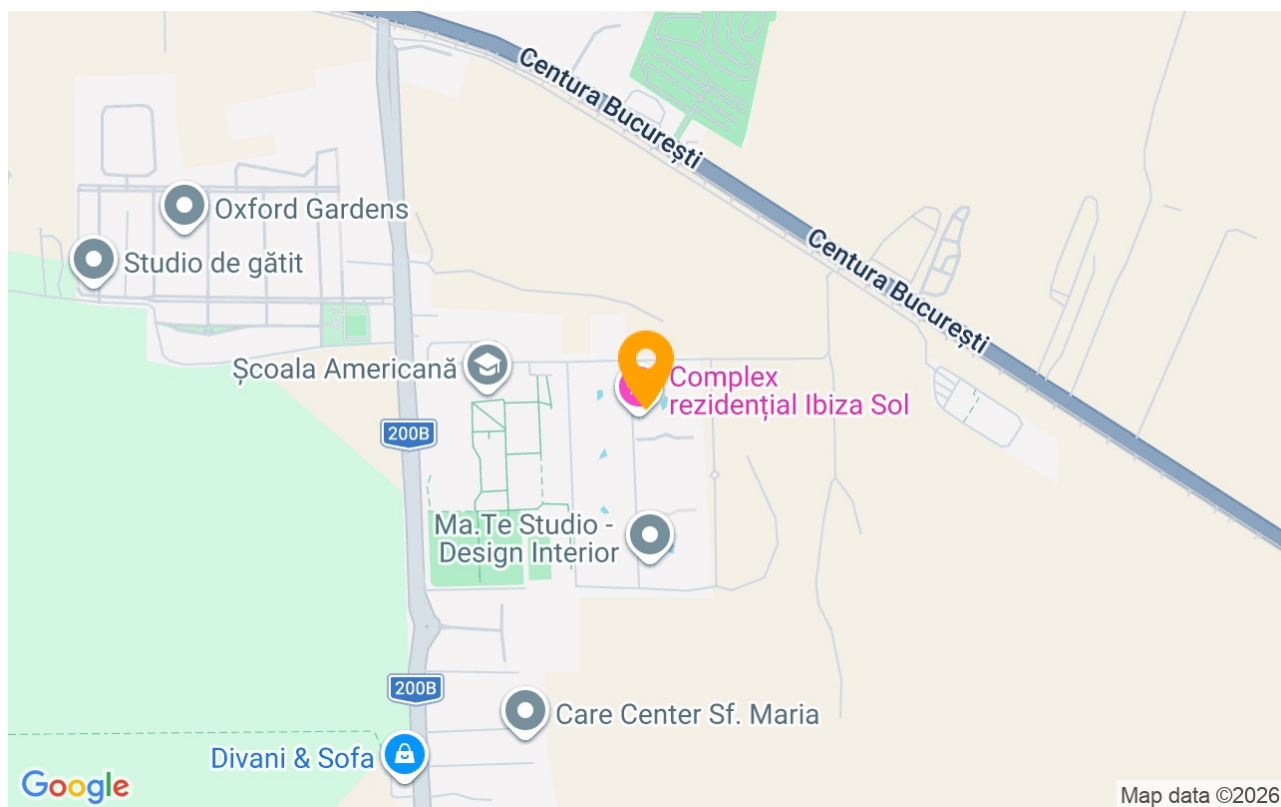 Centura București
Centura București
Oxford Gardens
Studio de gătit
Școala Americană
Complex
rezidențial Ibiza Sol
200B
Ma.Te Studio -
Design Interior
200B
Care Center Sf. Maria
Divani & Sofa
Google
Map data ©2026